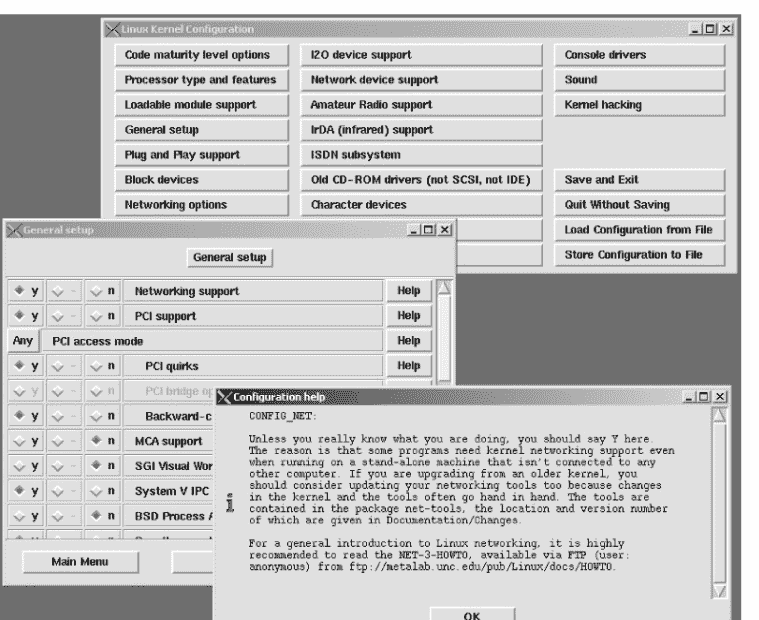 Linux Kernel Configuration
Code maturity level options
I2O device support
Console drivers
Processor type and features
Network device support
Sound
Loadable module support
Amateur Radio support
Kernel hacking
General setup
IrDA (infrared) support
Plug and Play support
ISDN subsystem
Block devices
Old CD-ROM drivers (not SCSI, not IDE)
Save and Exit
Networking options
Character devices
Quit Without Saving
Load Configuration from File
Store Configuration to File
General setup
General setup
y - n Networking support Help
y - n PCI support Help
Any PCI access mode Help
y - n PCI quirks Help
y - n PCI bridge
y - n Backward-c
y - n MCA support
y - n SGI Visual Wor
y - n System V IPC
y - n BSD Process A
Main Menu
Configuration help
CONFIG_NET:
Unless you really know what you are doing, you should say Y here.
The reason is that some programs need kernel networking support even
when running on a stand-alone machine that isn't connected to any
other computer. If you are upgrading from an older kernel, you
should consider updating your networking tools too because changes
in the kernel and the tools often go hand in hand. The tools are
contained in the package net-tools, the location and version number
of which are given in Documentation/Changes.
For a general introduction to Linux networking, it is highly
recommended to read the NET-3-HOWTO, available via FTP (user:
anonymous) from ftp://metalab.unc.edu/pub/Linux/docs/HOWTO.
OK